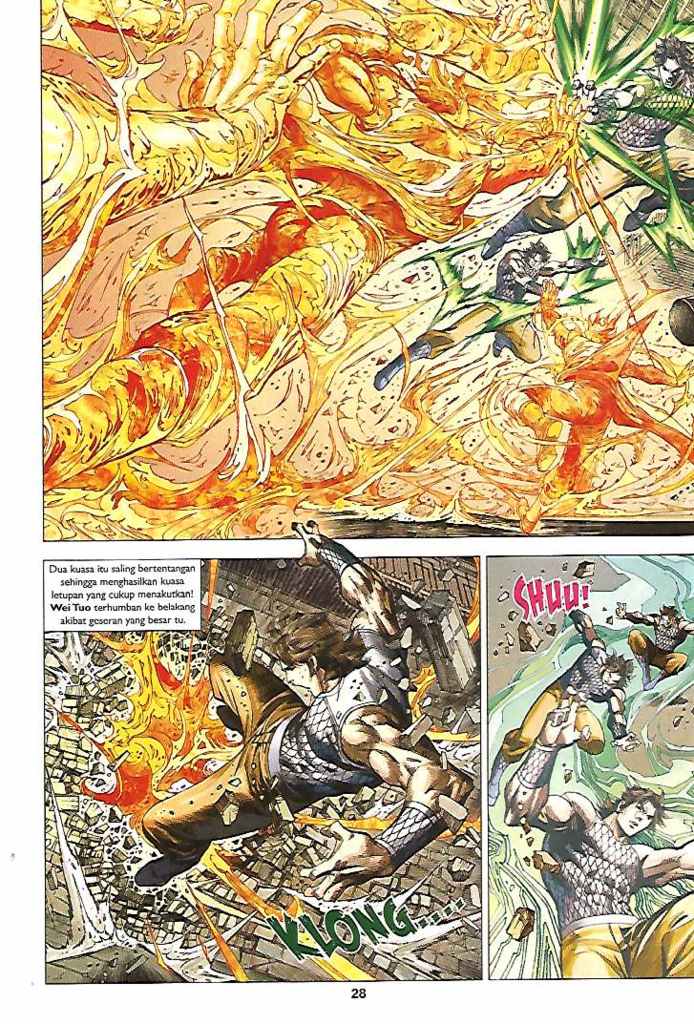 Dua kuasa itu saling bertentangan
sehingga menghasilkan kuasa
letupan yang cukup menakutkan!
Wei Tuo terhumban ke belakang
akibat geseran yang besar tu.
SHUU!
KLONG.....
28